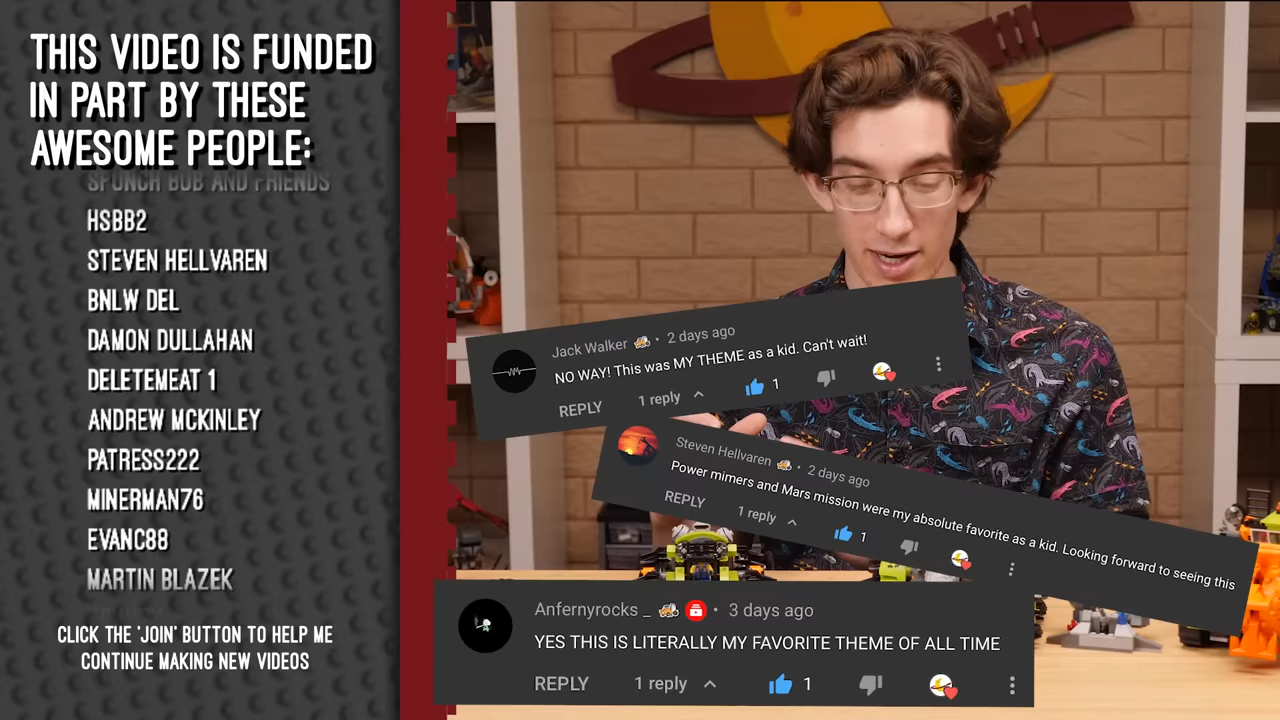 THIS VIDEO IS FUNDED
IN PART BY THESE
AWESOME PEOPLE:
SPONCH BOB AND FRIENDS
HSBB2
STEVEN HELLVAREN
BNLW DEL
DAMON DULLAHAN
DELETEMEAT 1
ANDREW MCKINLEY
PATRESS222
MINERMAN76
EVANC88
MARTIN BLAZEK
CLICK THE 'JOIN' BUTTON TO HELP ME
CONTINUE MAKING NEW VIDEOS
Jack Walker • 2 days ago
NO WAY! This was MY THEME as a kid. Can't wait!
1
REPLY 1 reply
Steven Hellvaren • 2 days ago
Power mimers and Mars mission were my absolute favorite as a kid. Looking forward to seeing this
REPLY 1 reply 1
Anfernyrocks _ • 3 days ago
YES THIS IS LITERALLY MY FAVORITE THEME OF ALL TIME
REPLY 1 reply 1